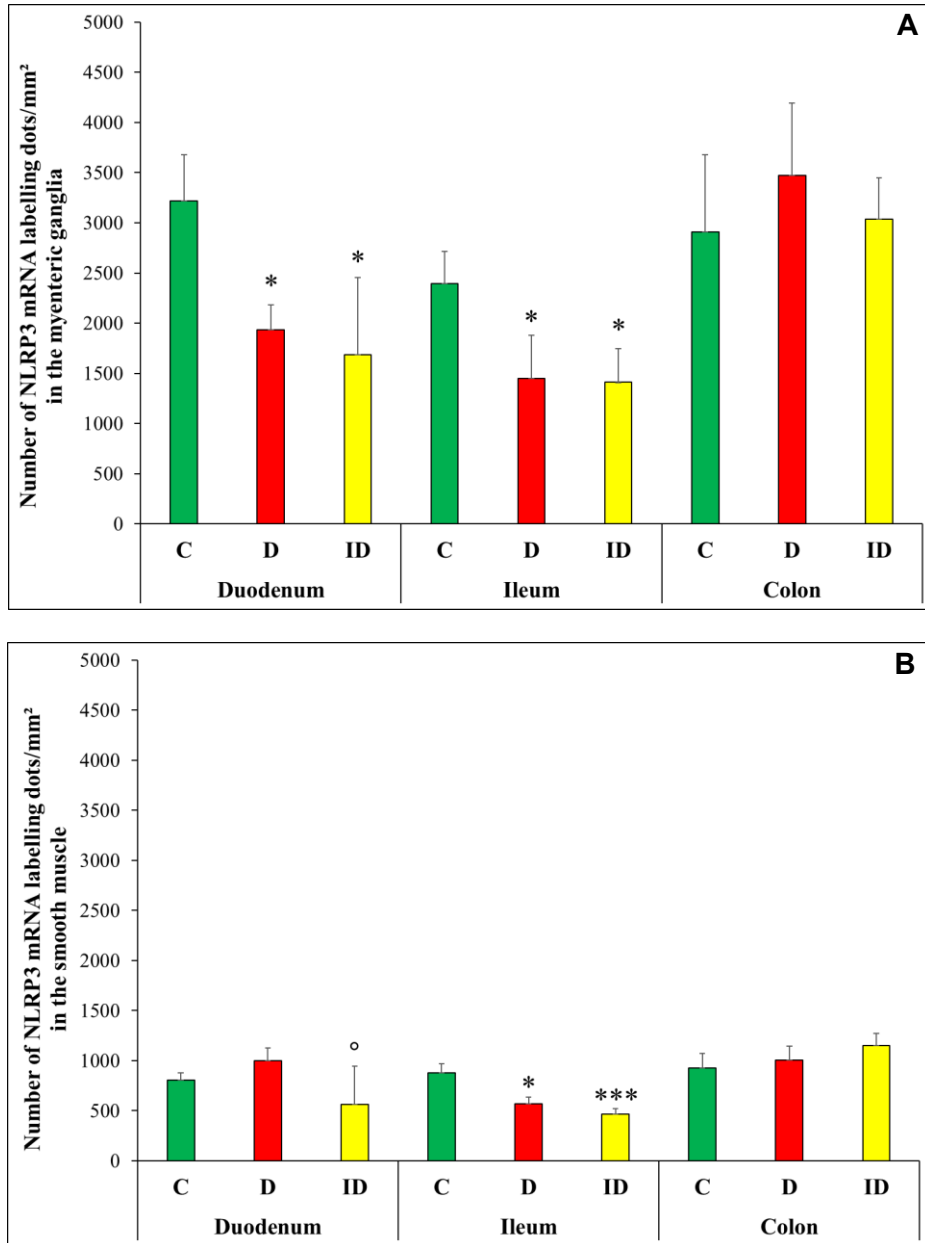 A
Number of NLRP3 mRNA labelling dots/mm²
in the myenteric ganglia
5000
4500
4000
3500
3000
2500
2000
1500
1000
500
0
* * * *
C D ID C D ID C D ID
Duodenum Ileum Colon
B
Number of NLRP3 mRNA labelling dots/mm²
in the smooth muscle
5000
4500
4000
3500
3000
2500
2000
1500
1000
500
0
° * ***
C D ID C D ID C D ID
Duodenum Ileum Colon